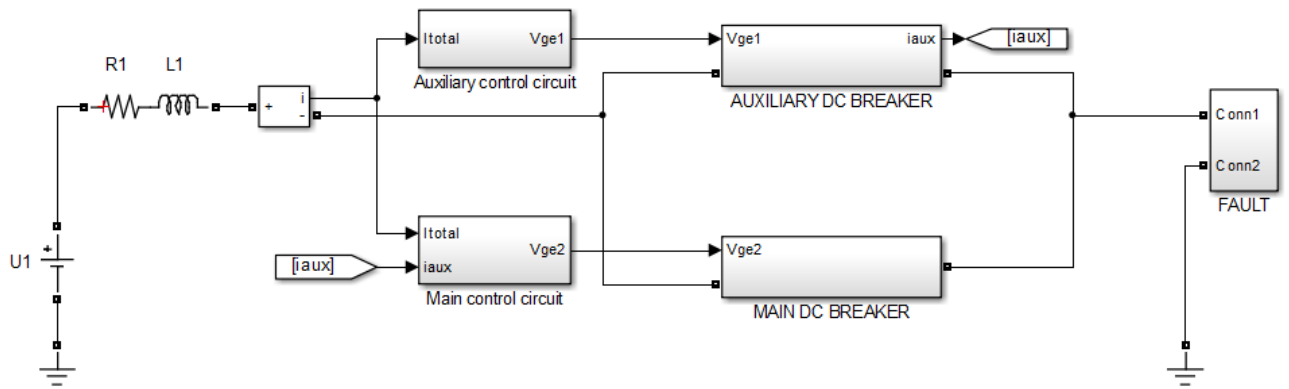 R1
L1
+
i
-
Itotal
Vge1
Auxiliary control circuit
Vge1
iaux
AUXILIARY DC BREAKER
[iaux]
Conn1
Conn2
FAULT
U1
+
[iaux]
Itotal
iaux
Vge2
Main control circuit
Vge2
MAIN DC BREAKER